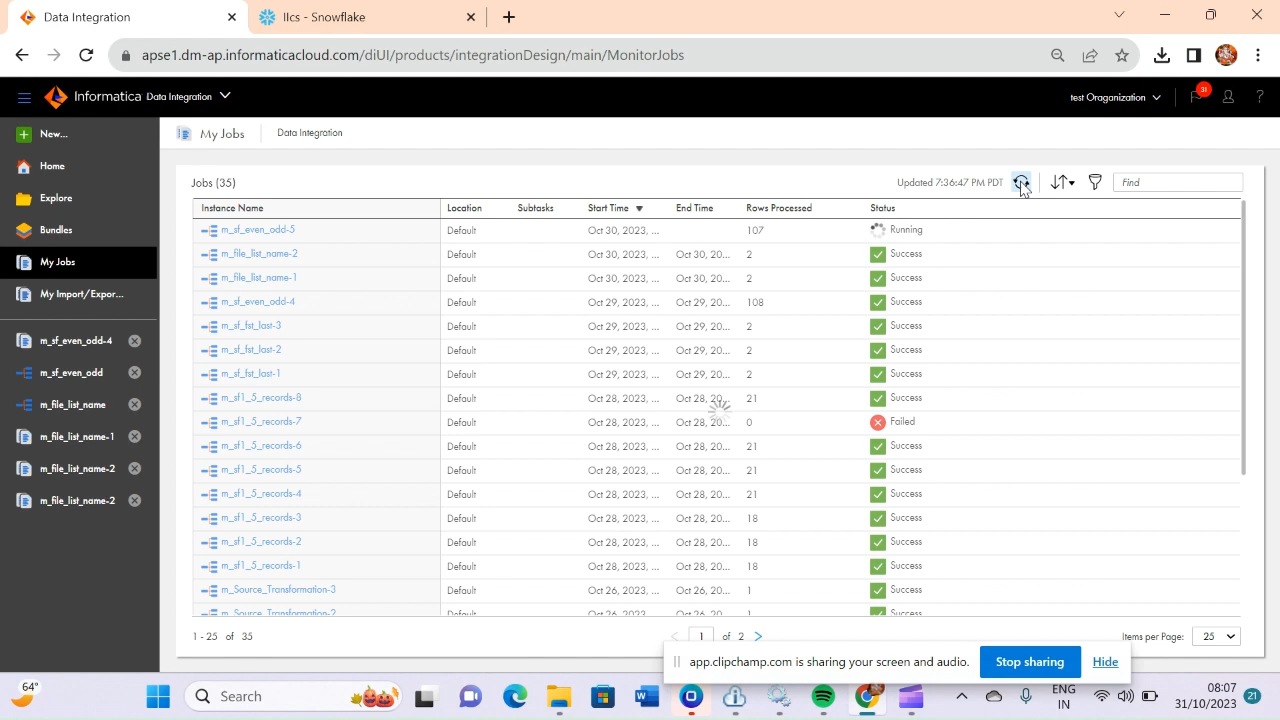 Data Integration
IIcs - Snowflake
apse1.dm-ap.informaticacloud.com/diUI/products/integrationDesign/main/MonitorJobs
Informatica Data Integration
test Oraganization
31
?
New...
Home
Explore
Bundles
My Jobs
My Import/Expor...
m_sf_even_odd-4
m_sf_even_odd
m_file_list_name
m_file_list_name-1
m_file_list_name-2
m_file_list_name-2
My Jobs Data Integration
Jobs (35)
Updated 7:36:47 PM PDT
Find
Instance Name Location Subtasks Start Time End Time Rows Processed Status
m_sf_even_odd-5 Default Oct 30, 2023, ... 107 Running
m_file_list_name-2 Default Oct 30, 2023, ... Oct 30, 20... 2 Success
m_file_list_name-1 Default Oct 30, 2023, ... Oct 30, 20... 2 Success
m_sf_even_odd-4 Default Oct 29, 2023, ... Oct 29, 20... 108 Success
m_sf_fst_last-3 Default Oct 29, 2023, ... Oct 29, 20... 2 Success
m_sf_fst_last-2 Default Oct 29, 2023, ... Oct 29, 20... 2 Success
m_sf_fst_last-1 Default Oct 29, 2023, ... Oct 29, 20... 2 Success
m_sf1_5_records-8 Default Oct 28, 2023, ... Oct 28, 20... 21 Success
m_sf1_5_records-7 Default Oct 28, 2023, ... Oct 28, 20... 0 Failed
m_sf1_5_records-6 Default Oct 28, 2023, ... Oct 28, 20... 21 Success
m_sf1_5_records-5 Default Oct 28, 2023, ... Oct 28, 20... 21 Success
m_sf1_5_records-4 Default Oct 28, 2023, ... Oct 28, 20... 21 Success
m_sf1_5_records-3 Default Oct 28, 2023, ... Oct 28, 20... 18 Success
m_sf1_5_records-2 Default Oct 28, 2023, ... Oct 28, 20... 18 Success
m_sf1_5_records-1 Default Oct 28, 2023, ... Oct 28, 20... 18 Success
m_Source_Transformation-3 Default Oct 26, 2023, ... Oct 26, 20... 1 Success
m_Source_Transformation-2 Default Oct 26, 2023, ... Oct 26, 20... 1 Success
1 - 25 of 35
1 of 2
Items per Page: 25
app.clipchamp.com is sharing your screen and audio. Stop sharing Hide
64°
Search
ENG
IN
08:07
31/10/2023
21